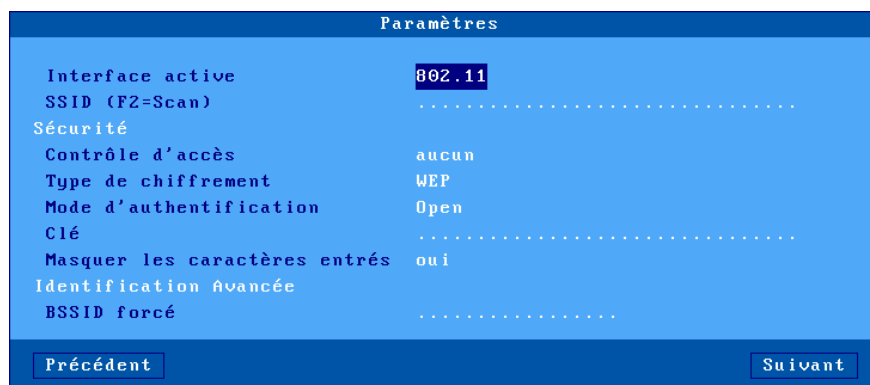 Paramètres
Interface active 802.11
SSID (F2=Scan) ................................
Sécurité
Contrôle d'accès aucun
Type de chiffrement WEP
Mode d'authentification Open
Clé ................................
Masquer les caractères entrés oui
Identification Avancée
BSSID forcé .................
Précédent Suivant